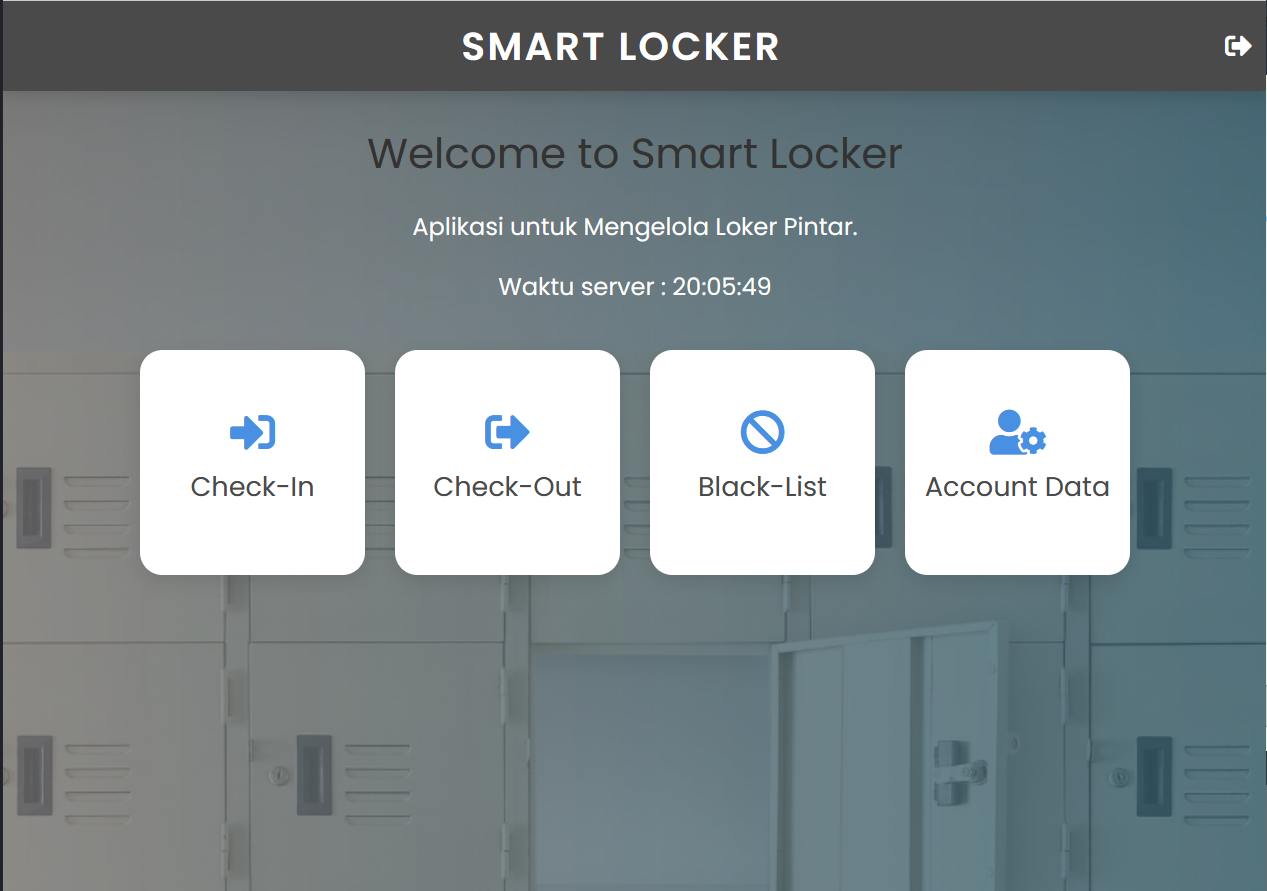 SMART LOCKER
Welcome to Smart Locker
Aplikasi untuk Mengelola Loker Pintar.
Waktu server : 20:05:49
Check-In
Check-Out
Black-List
Account Data